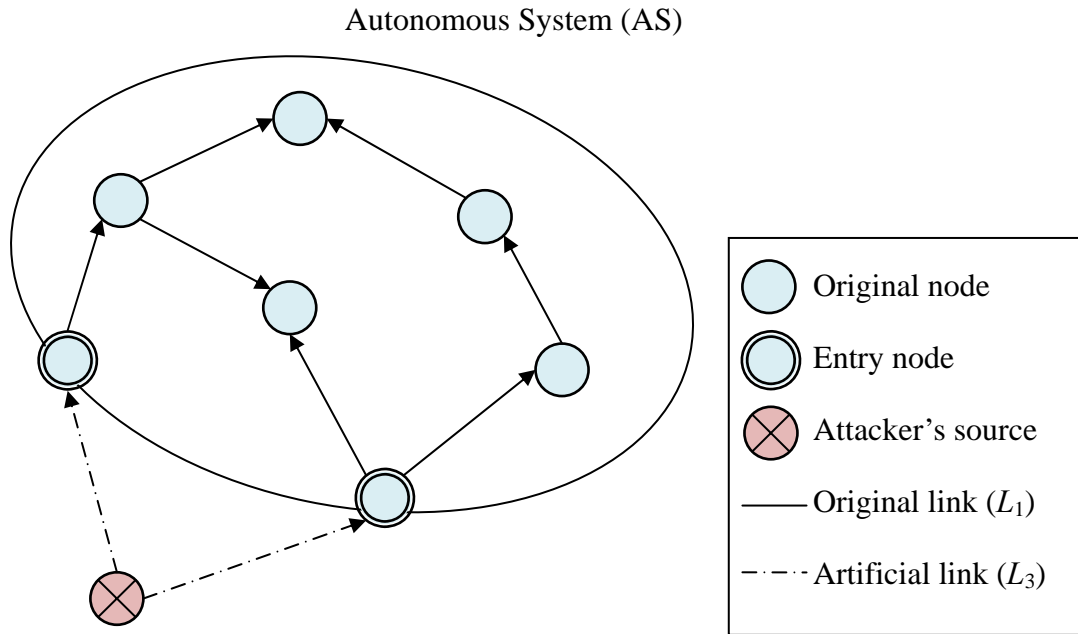 Autonomous System (AS)
Original node
Entry node
Attacker’s source
Original link (L₁)
Artificial link (L₃)